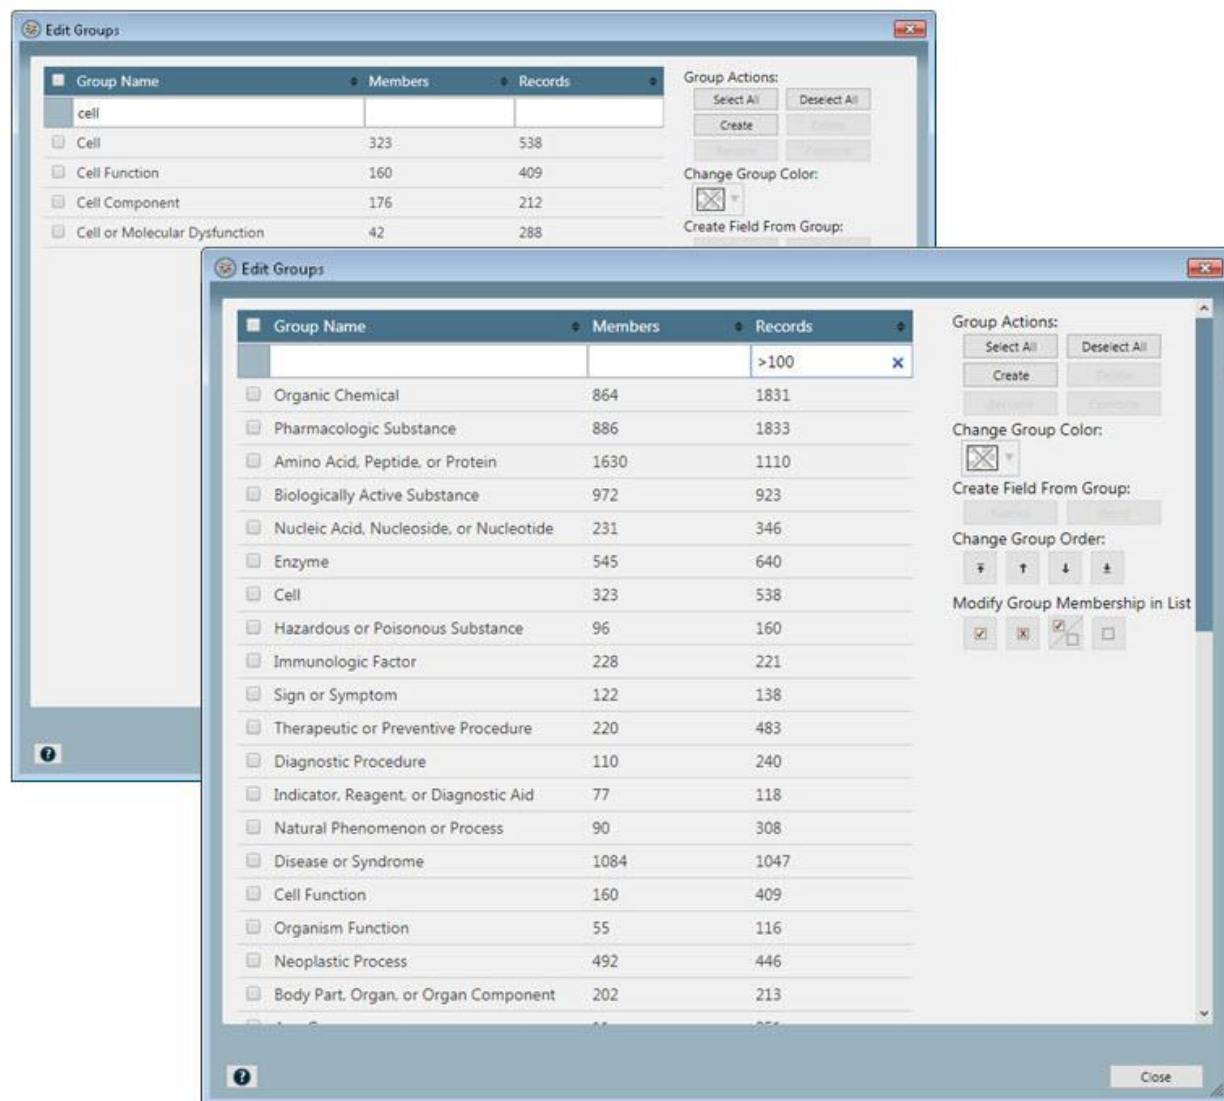 Edit Groups
Group Name Members Records
cell
Cell 323 538
Cell Function 160 409
Cell Component 176 212
Cell or Molecular Dysfunction 42 288
Group Actions:
Select All Deselect All
Create
Change Group Color:
Create Field From Group:
Edit Groups
Group Name Members Records
>100
Organic Chemical 864 1831
Pharmacologic Substance 886 1833
Amino Acid, Peptide, or Protein 1630 1110
Biologically Active Substance 972 923
Nucleic Acid, Nucleoside, or Nucleotide 231 346
Enzyme 545 640
Cell 323 538
Hazardous or Poisonous Substance 96 160
Immunologic Factor 228 221
Sign or Symptom 122 138
Therapeutic or Preventive Procedure 220 483
Diagnostic Procedure 110 240
Indicator, Reagent, or Diagnostic Aid 77 118
Natural Phenomenon or Process 90 308
Disease or Syndrome 1084 1047
Cell Function 160 409
Organism Function 55 116
Neoplastic Process 492 446
Body Part, Organ, or Organ Component 202 213
Group Actions:
Select All Deselect All
Create
Change Group Color:
Create Field From Group:
Change Group Order:
Modify Group Membership in List
Close